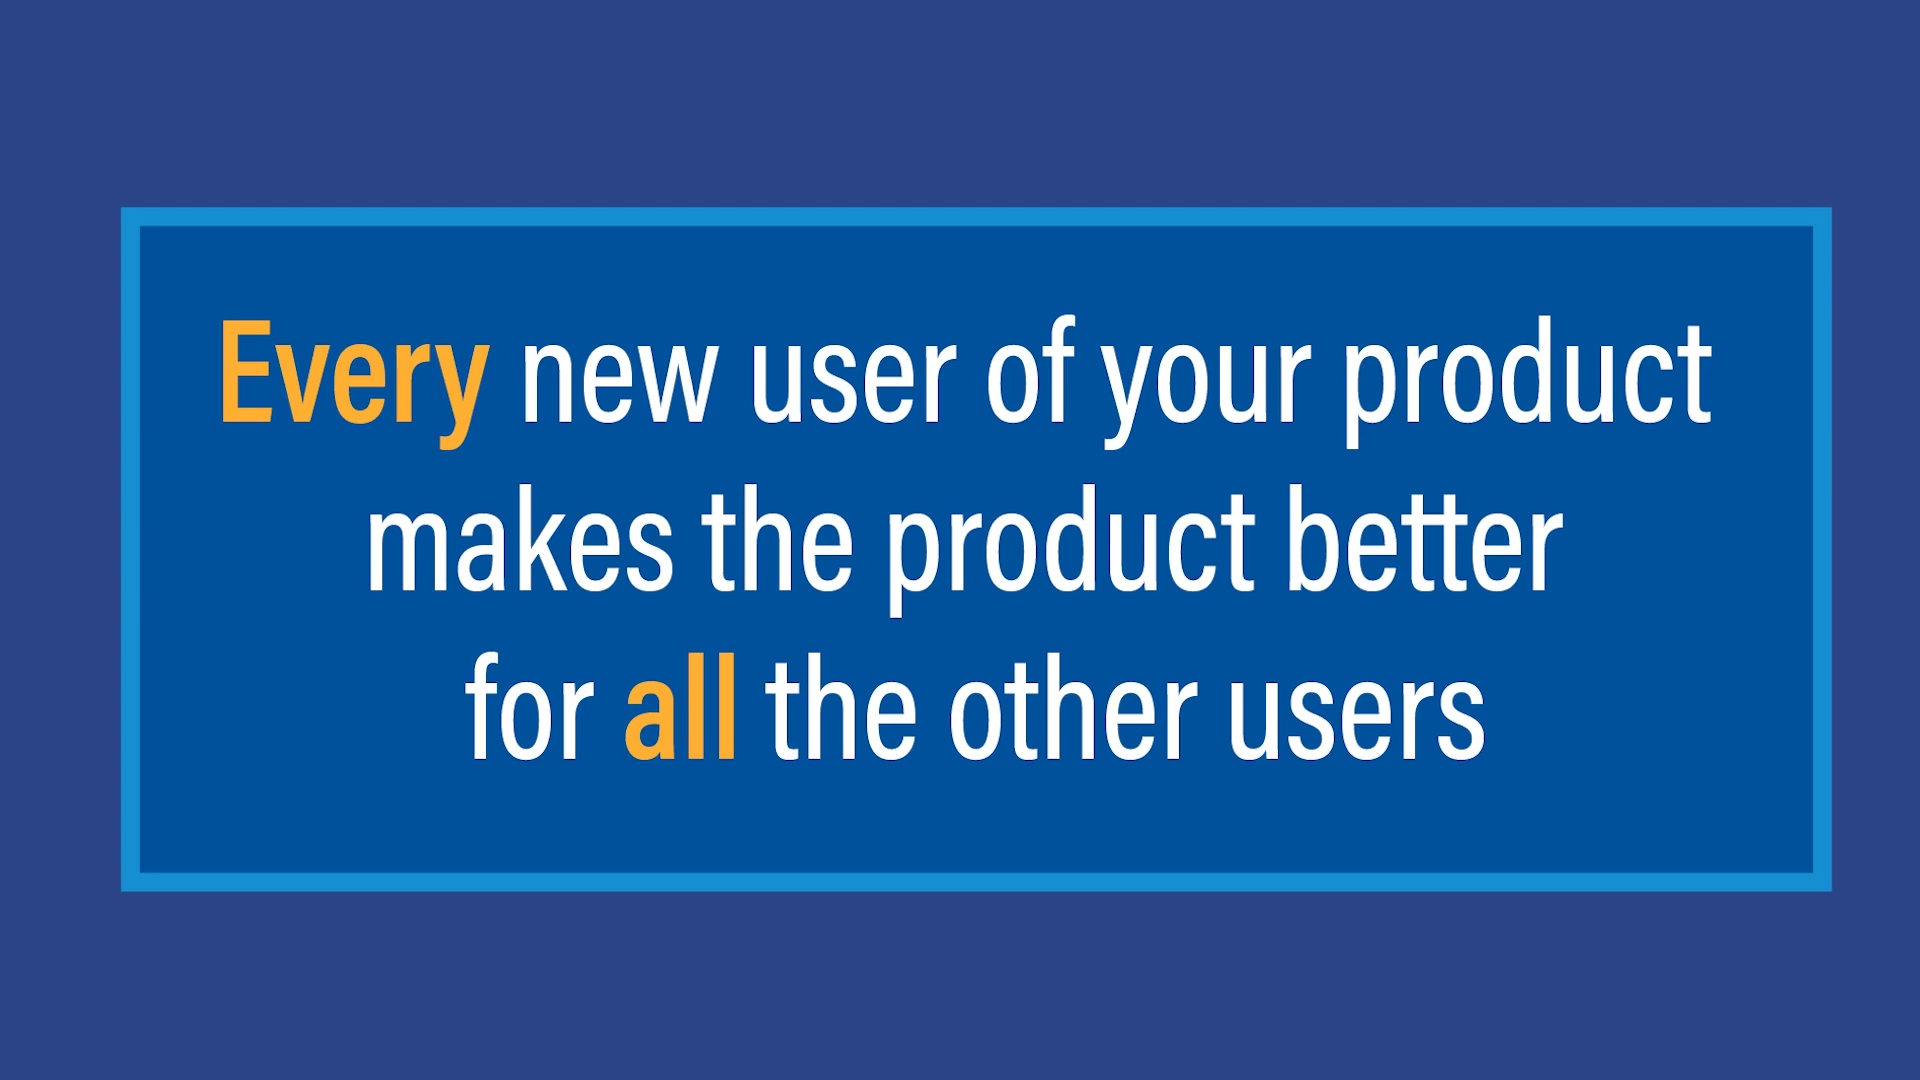 Every new user of your product
makes the product better
for all the other users